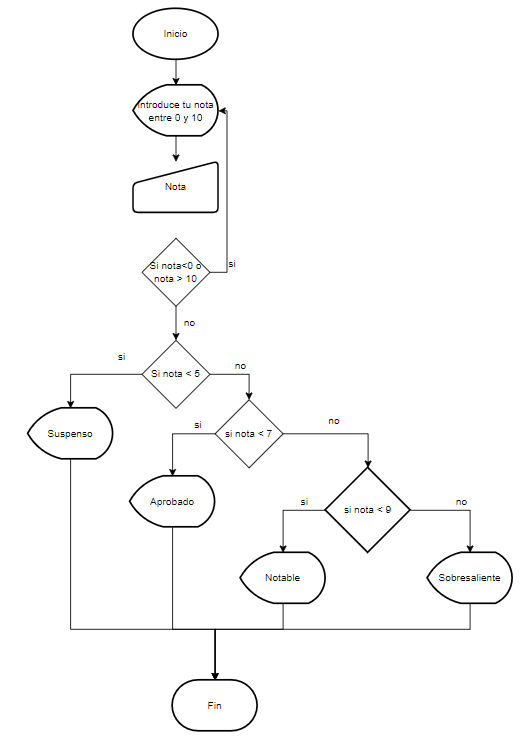 Inicio
Introduce tu nota
entre 0 y 10
Nota
Si nota<0 o
nota > 10
si
no
Si nota < 5
si
no
Suspenso
si nota < 7
si
no
Aprobado
si nota < 9
si
no
Notable
Sobresaliente
Fin